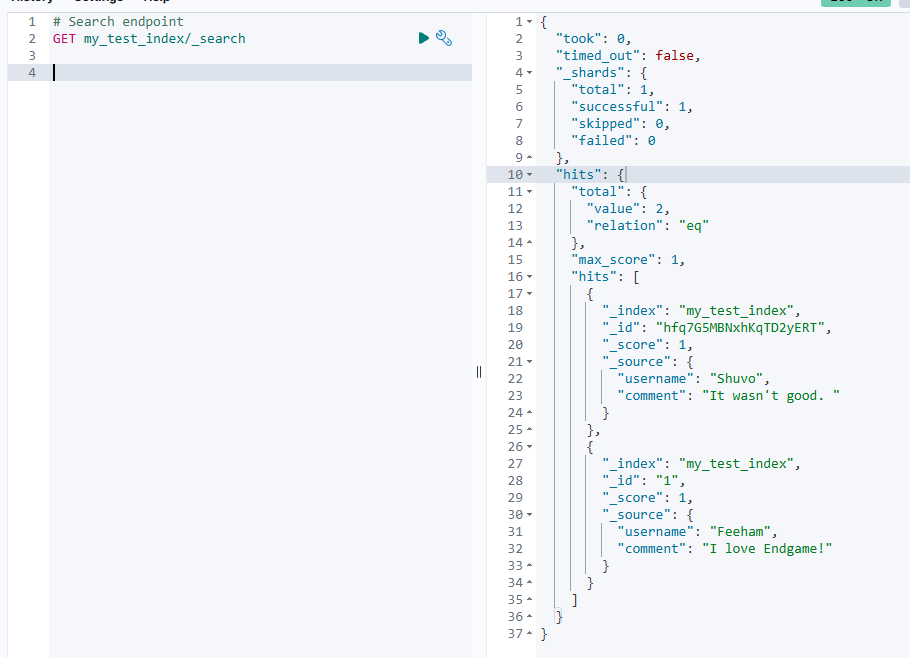 History Settings Help
1 # Search endpoint
2 GET my_test_index/_search
3
4
1 {
2 "took": 0,
3 "timed_out": false,
4 "_shards": {
5 "total": 1,
6 "successful": 1,
7 "skipped": 0,
8 "failed": 0
9 },
10 "hits": {
11 "total": {
12 "value": 2,
13 "relation": "eq"
14 },
15 "max_score": 1,
16 "hits": [
17 {
18 "_index": "my_test_index",
19 "_id": "hfq7G5MBNxhKqTD2yERT",
20 "_score": 1,
21 "_source": {
22 "username": "Shuvo",
23 "comment": "It wasn't good. "
24 }
25 },
26 {
27 "_index": "my_test_index",
28 "_id": "1",
29 "_score": 1,
30 "_source": {
31 "username": "Feeham",
32 "comment": "I love Endgame!"
33 }
34 }
35 ]
36 }
37 }